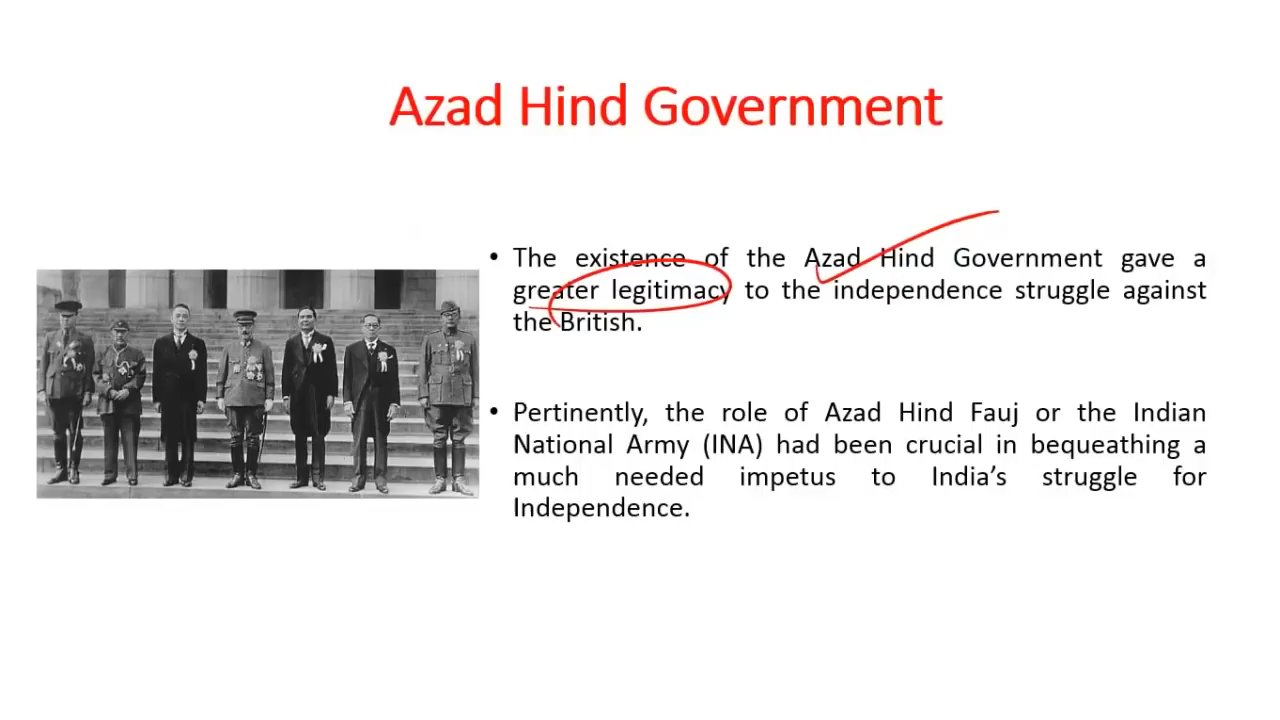 Azad Hind Government
• The existence of the Azad Hind Government gave a
greater legitimacy to the independence struggle against
the British.
• Pertinently, the role of Azad Hind Fauj or the Indian
National Army (INA) had been crucial in bequeathing a
much needed impetus to India's struggle for
Independence.